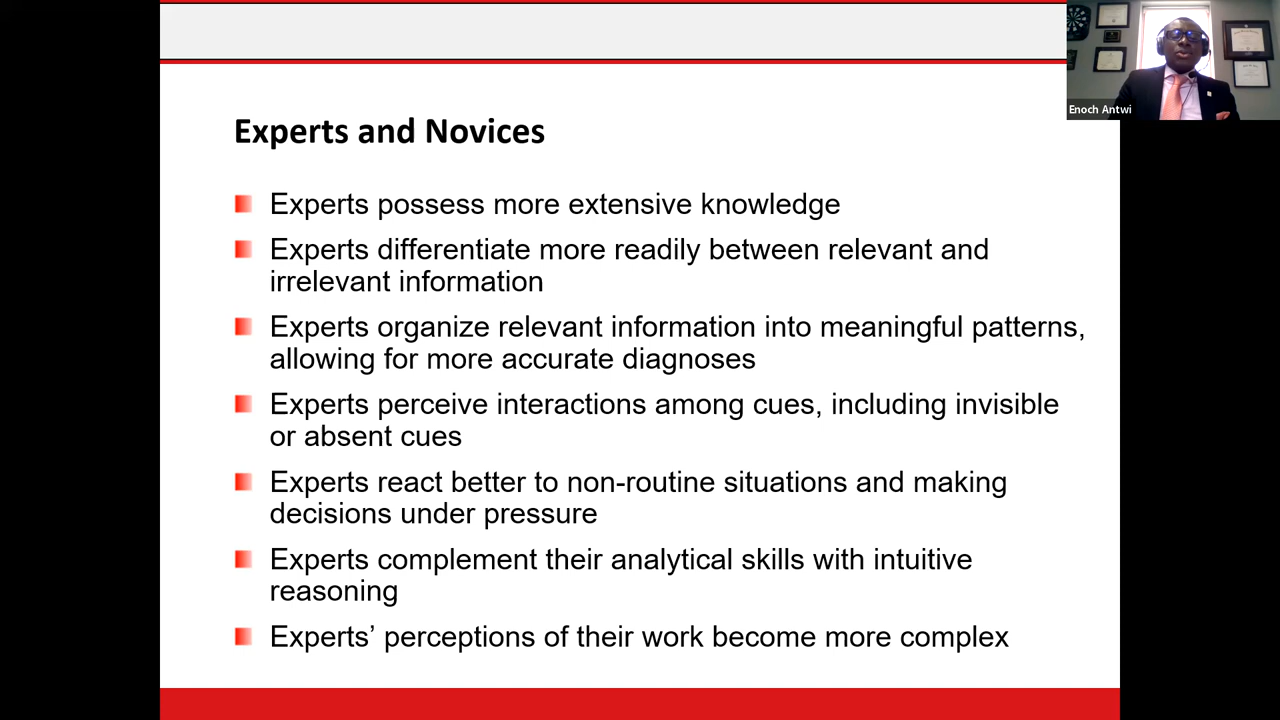 Enoch Antwi
Experts and Novices
Experts possess more extensive knowledge
Experts differentiate more readily between relevant and
irrelevant information
Experts organize relevant information into meaningful patterns,
allowing for more accurate diagnoses
Experts perceive interactions among cues, including invisible
or absent cues
Experts react better to non-routine situations and making
decisions under pressure
Experts complement their analytical skills with intuitive
reasoning
Experts’ perceptions of their work become more complex